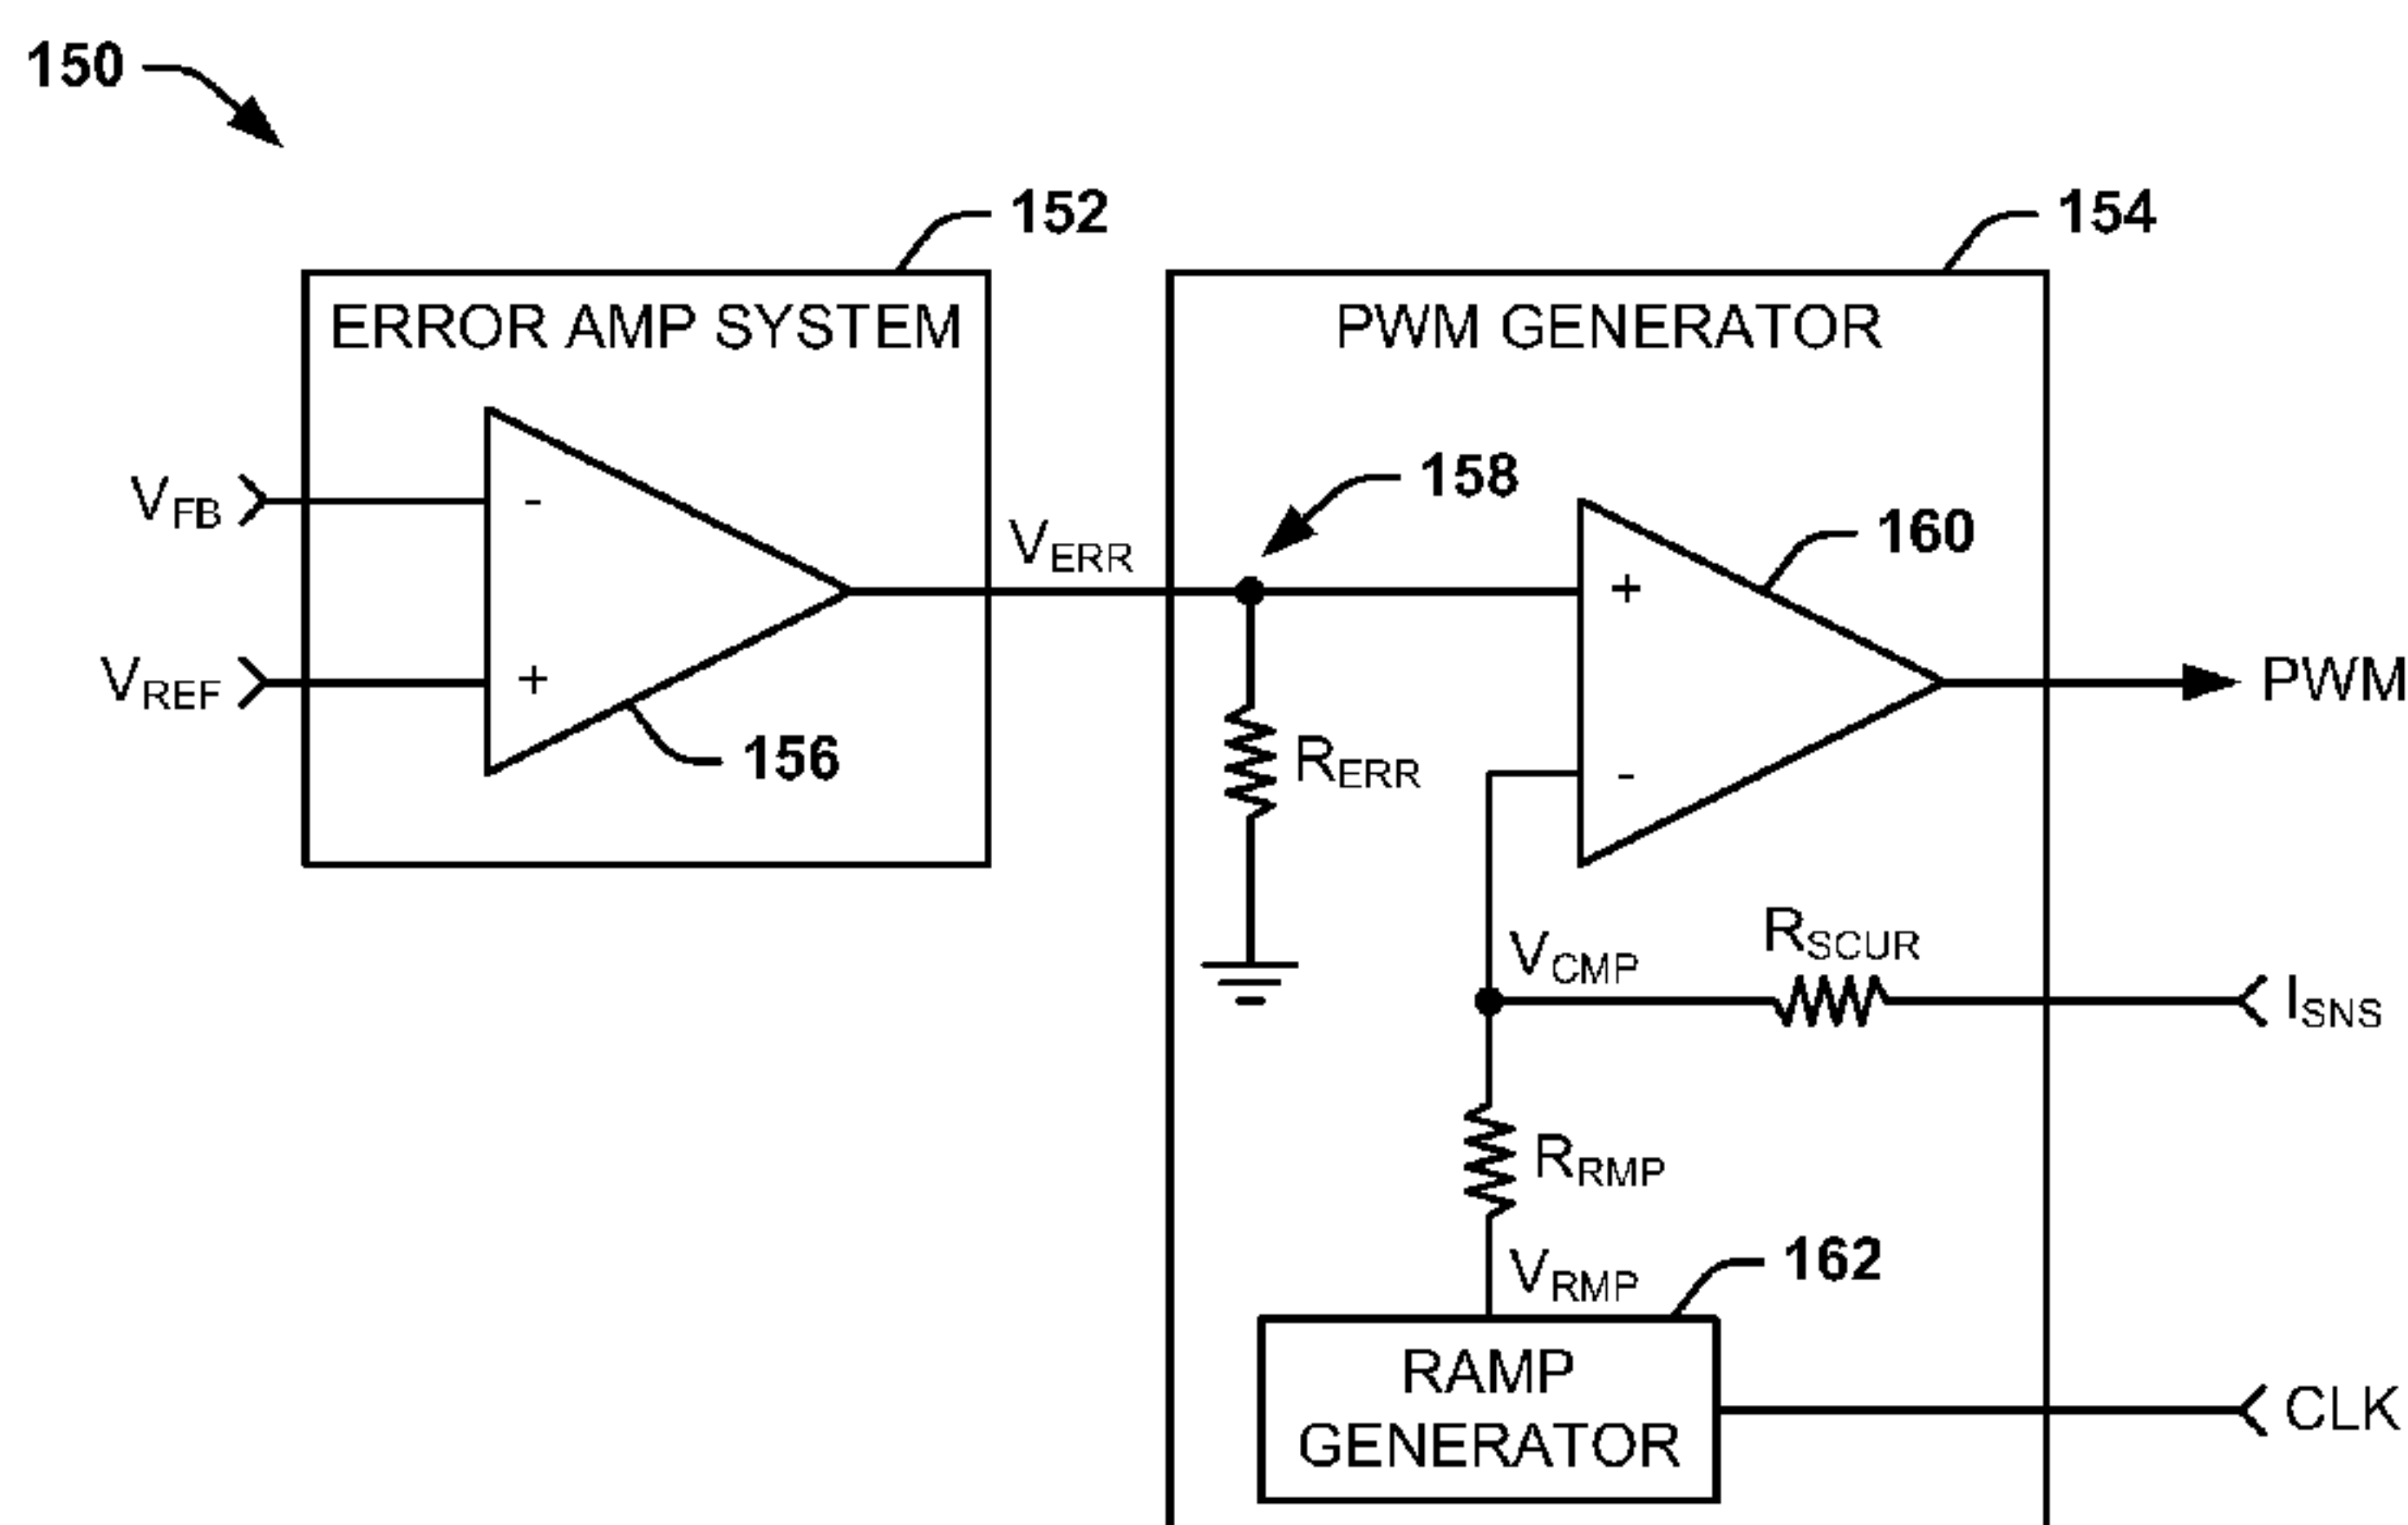 150
152
154
ERROR AMP SYSTEM
PWM GENERATOR
158
VFB
-
VERR
160
+
+
VREF
+
PWM
156
RERR
-
VCMP
RSCUR
ISNS
RRMP
VRMP
162
RAMP
GENERATOR
CLK